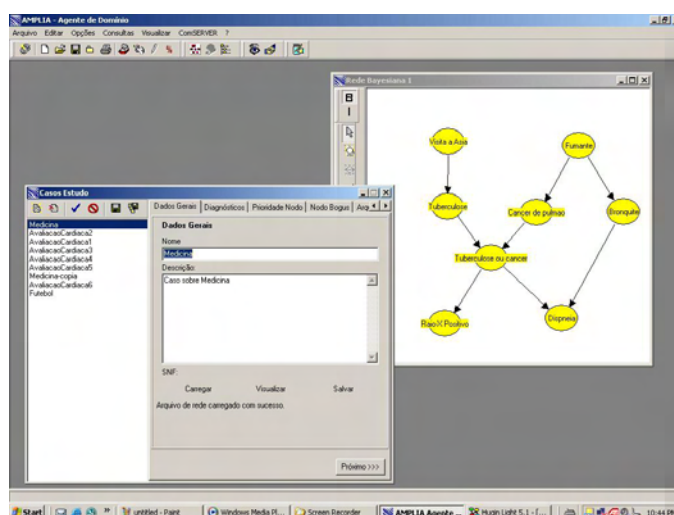 AMPLIA - Agente de Domínio
Arquivo Editar Opções Consultas Visualizar ComSERVER ?
Rede Bayesiana 1
B
I
Visita a Asia
Fumante
Tuberculose
Cancer de pulmao
Bronquite
Tuberculose ou cancer
RaioX Positivo
Dispneia
Casos Estudo
Dados Gerais Diagnósticos Prioridade Nodo Nodo Bogus Arq
Medicina
AvaliacaoCardiaca2
AvaliacaoCardiaca1
AvaliacaoCardiaca3
AvaliacaoCardiaca4
AvaliacaoCardiaca5
Medicina-copia
AvaliacaoCardiaca6
Futebol
Dados Gerais
Nome
Medicina
Descrição:
Caso sobre Medicina
SNF:
Carregar Visualizar Salvar
Arquivo de rede carregado com sucesso.
Próximo >>>
Start untitled - Paint Windows Media Pl... Screen Recorder AMPLIA Agente ... Hugin Light 5.1 - [... 10:44 PM